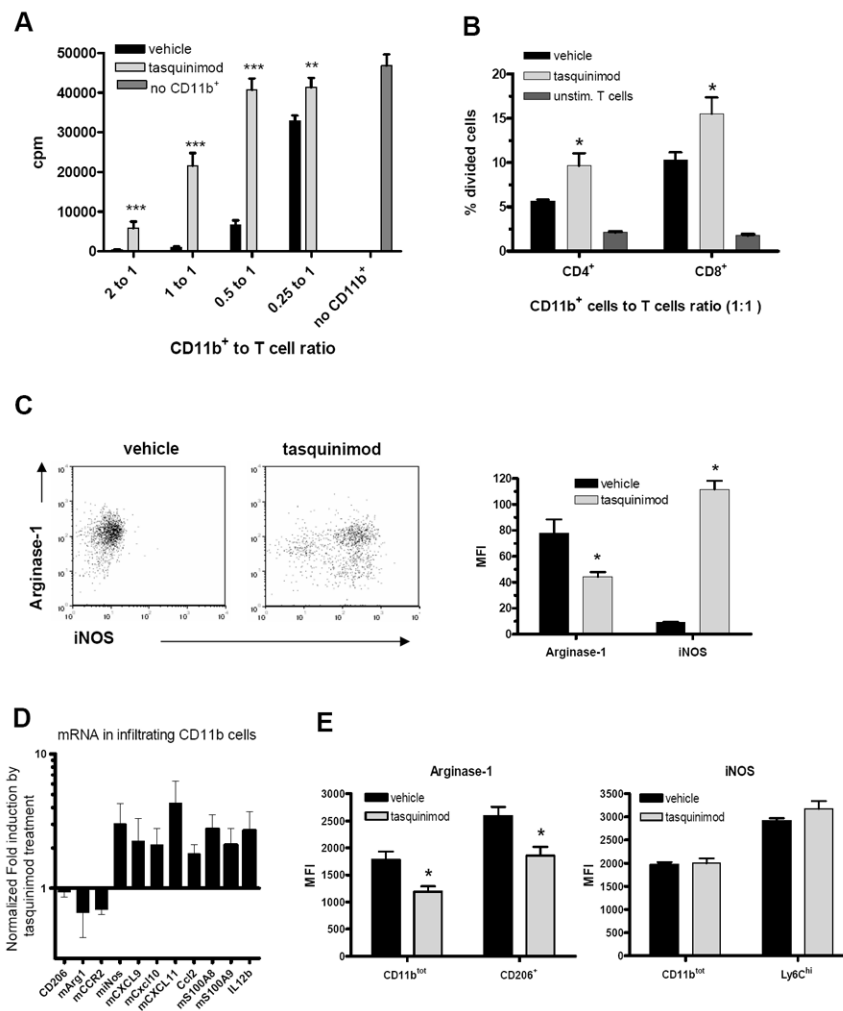 A
vehicle
tasquinimod
no CD11b+
50000
40000
30000
20000
10000
0
cpm
***
***
***
**
2 to 1
1 to 1
0.5 to 1
0.25 to 1
no CD11b+
CD11b+ to T cell ratio
B
vehicle
tasquinimod
unstim. T cells
20
15
10
5
0
% divided cells
*
*
CD4+
CD8+
CD11b+ cells to T cells ratio (1:1 )
C
vehicle
tasquinimod
Arginase-1
iNOS
vehicle
tasquinimod
120
100
80
60
40
20
0
MFI
*
*
Arginase-1
iNOS
D
mRNA in infiltrating CD11b cells
Normalized Fold induction by
tasquinimod treatment
10
1
CD206
mArg1
mCCR2
miNos
mCXCL9
mCxcl10
mCXCL11
Ccl2
mS100A8
mS100A9
IL12b
E
Arginase-1
vehicle
tasquinimod
3000
2500
2000
1500
1000
500
0
MFI
*
*
CD11btot
CD206+
iNOS
vehicle
tasquinimod
3500
3000
2500
2000
1500
1000
500
0
MFI
CD11btot
Ly6Chi